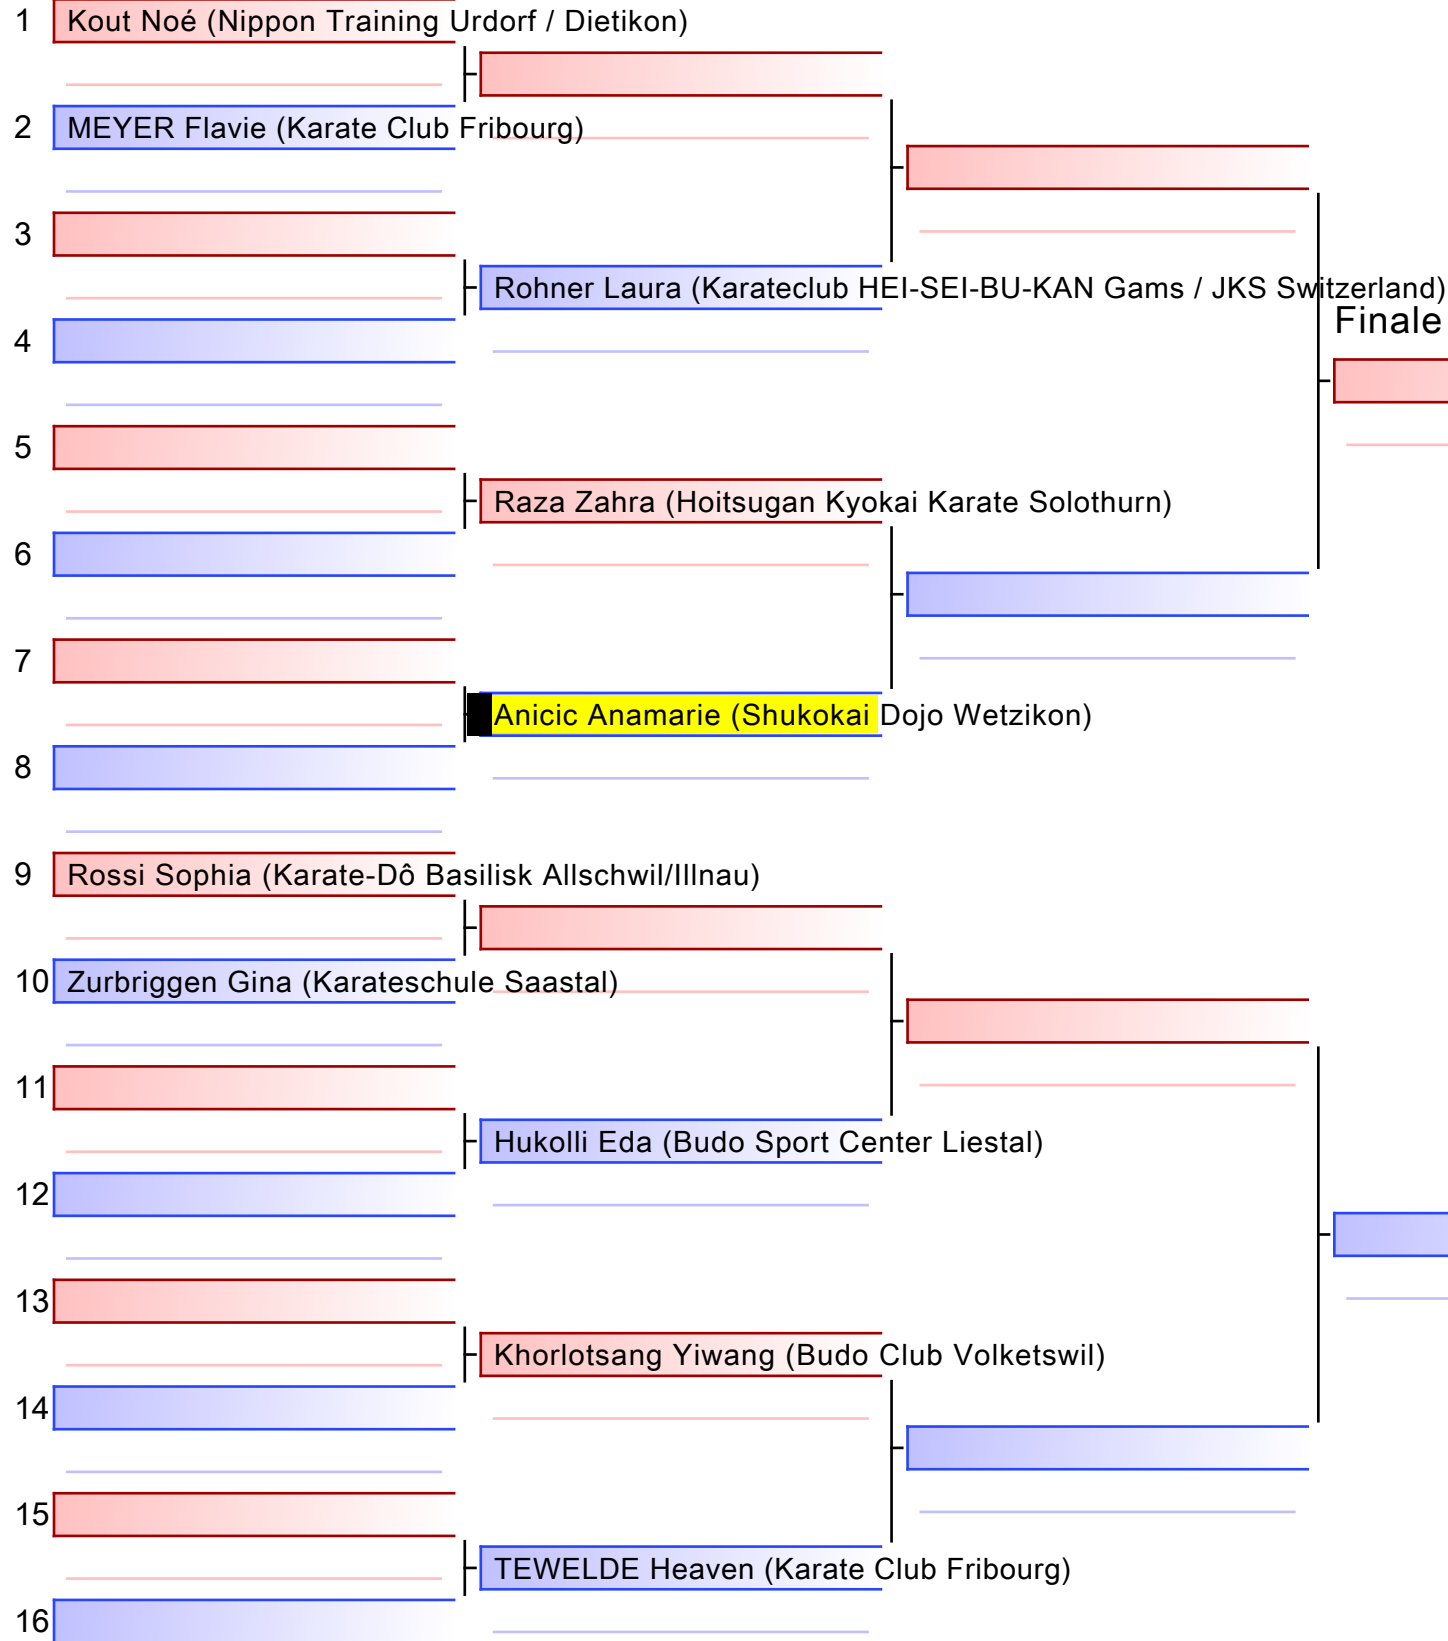 1 Kout Noé (Nippon Training Urdorf / Dietikon)
2 MEYER Flavie (Karate Club Fribourg)
3
Rohner Laura (Karateclub HEI-SEI-BU-KAN Gams / JKS Switzerland)
Finale
4
5
Raza Zahra (Hoitsugan Kyokai Karate Solothurn)
6
7
Anicic Anamarie (Shukokai Dojo Wetzikon)
8
9 Rossi Sophia (Karate-Dô Basilisk Allschwil/Illnau)
10 Zurbriggen Gina (Karateschule Saastal)
11
Hukolli Eda (Budo Sport Center Liestal)
12
13
Khorlotsang Yiwang (Budo Club Volketswil)
14
15
TEWELDE Heaven (Karate Club Fribourg)
16